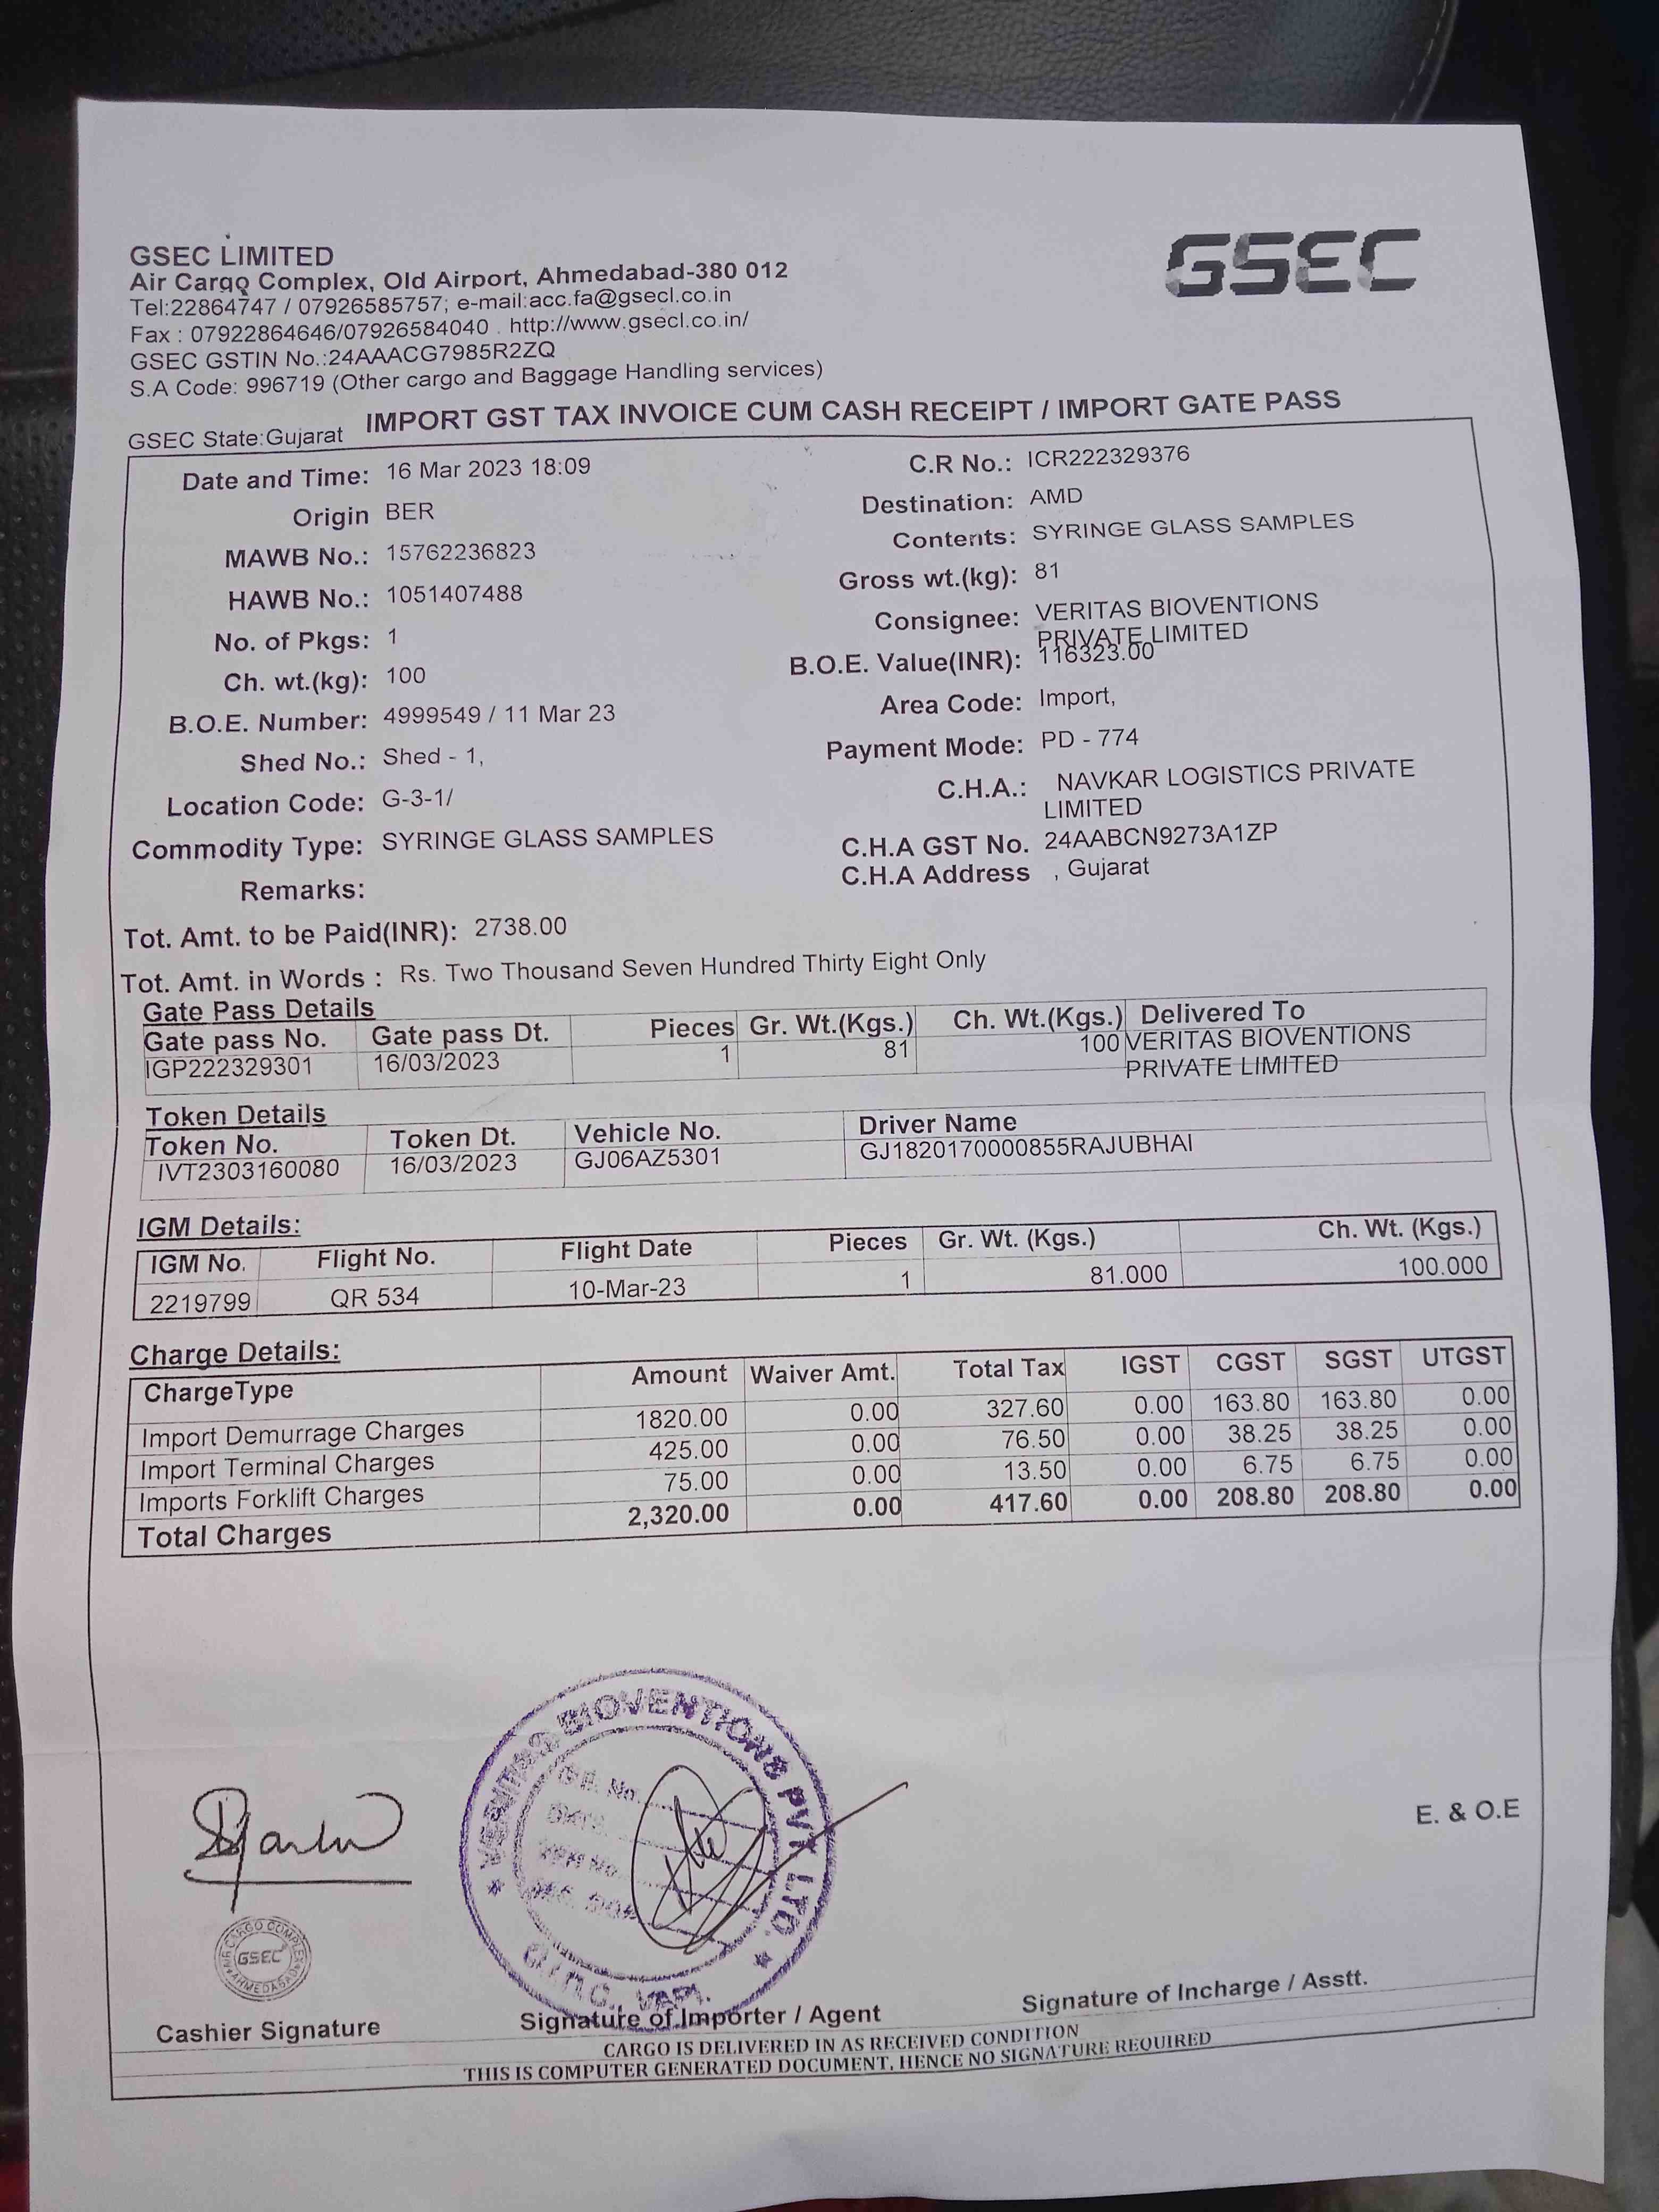 GSEC LIMITED
Air Cargo Complex, Old Airport, Ahmedabad-380 012
Tel:22864747 / 07926585757; e-mail:acc.fa@gsecl.co.in
Fax : 07922864646/07926584040 . http://www.gsecl.co.in/
GSEC GSTIN No.:24AAACG7985R2ZQ
S.A Code: 996719 (Other cargo and Baggage Handling services)
GSEC
GSEC State:Gujarat IMPORT GST TAX INVOICE CUM CASH RECEIPT / IMPORT GATE PASS
Date and Time: 16 Mar 2023 18:09 C.R No.: ICR222329376
Origin BER Destination: AMD
MAWB No.: 15762236823 Contents: SYRINGE GLASS SAMPLES
HAWB No.: 1051407488 Gross wt.(kg): 81
No. of Pkgs: 1 Consignee: VERITAS BIOVENTIONS
PRIVATE LIMITED
Ch. wt.(kg): 100 B.O.E. Value(INR): 116323.00
B.O.E. Number: 4999549 / 11 Mar 23 Area Code: Import,
Shed No.: Shed - 1, Payment Mode: PD - 774
Location Code: G-3-1/ C.H.A.: NAVKAR LOGISTICS PRIVATE
LIMITED
Commodity Type: SYRINGE GLASS SAMPLES C.H.A GST No. 24AABCN9273A1ZP
Remarks: C.H.A Address , Gujarat
Tot. Amt. to be Paid(INR): 2738.00
Tot. Amt. in Words : Rs. Two Thousand Seven Hundred Thirty Eight Only
Gate Pass Details
Gate pass No. Gate pass Dt. Pieces Gr. Wt.(Kgs.) Ch. Wt.(Kgs.) Delivered To
IGP222329301 16/03/2023 1 81 100 VERITAS BIOVENTIONS
PRIVATE LIMITED
Token Details
Token No. Token Dt. Vehicle No. Driver Name
IVT2303160080 16/03/2023 GJ06AZ5301 GJ1820170000855RAJUBHAI
IGM Details:
IGM No. Flight No. Flight Date Pieces Gr. Wt. (Kgs.) Ch. Wt. (Kgs.)
2219799 QR 534 10-Mar-23 1 81.000 100.000
Charge Details:
ChargeType Amount Waiver Amt. Total Tax IGST CGST SGST UTGST
Import Demurrage Charges 1820.00 0.00 327.60 0.00 163.80 163.80 0.00
Import Terminal Charges 425.00 0.00 76.50 0.00 38.25 38.25 0.00
Imports Forklift Charges 75.00 0.00 13.50 0.00 6.75 6.75 0.00
Total Charges 2,320.00 0.00 417.60 0.00 208.80 208.80 0.00
VERITAS BIOVENTIONS PVT. LTD.
G.I.D.C., VAPI.
E. & O.E
AIR CARGO COMPLEX
GSEC
AHMEDABAD
Cashier Signature Signature of Importer / Agent Signature of Incharge / Asstt.
CARGO IS DELIVERED IN AS RECEIVED CONDITION
THIS IS COMPUTER GENERATED DOCUMENT, HENCE NO SIGNATURE REQUIRED